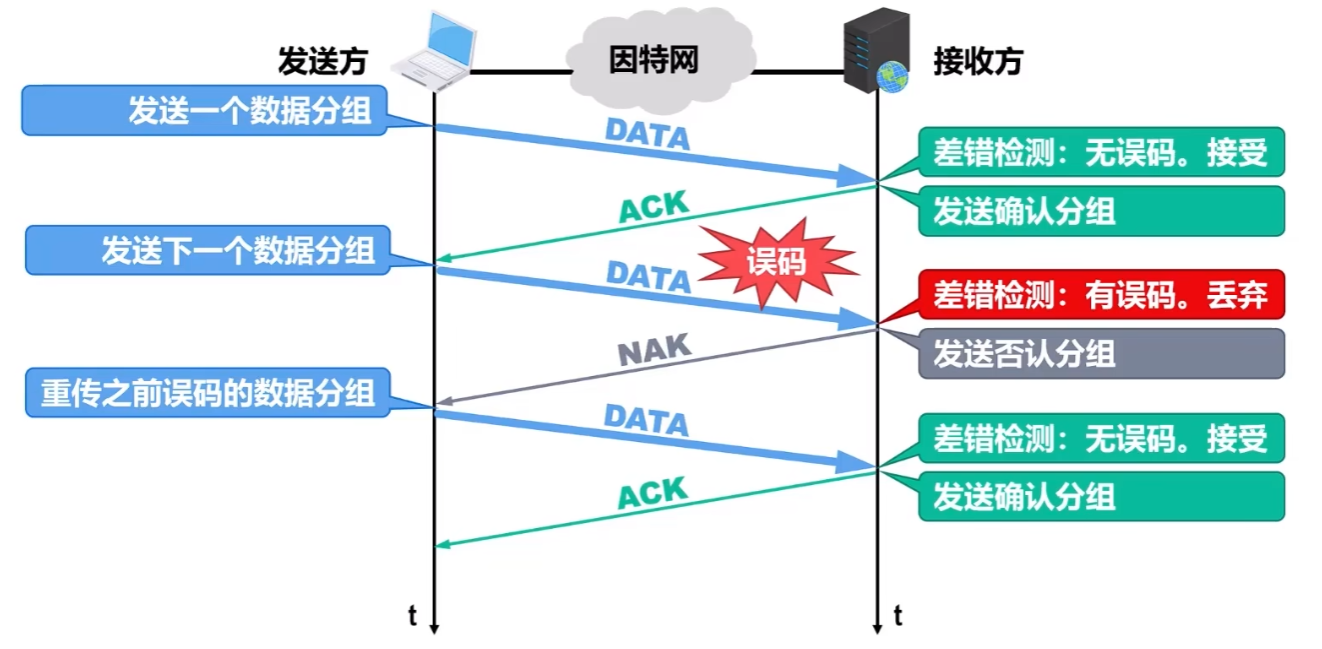 发送方
因特网
接收方
发送一个数据分组
DATA
差错检测：无误码。接受
ACK
发送确认分组
发送下一个数据分组
DATA
误码
差错检测：有误码。丢弃
NAK
发送否认分组
重传之前误码的数据分组
DATA
差错检测：无误码。接受
ACK
发送确认分组
t
t